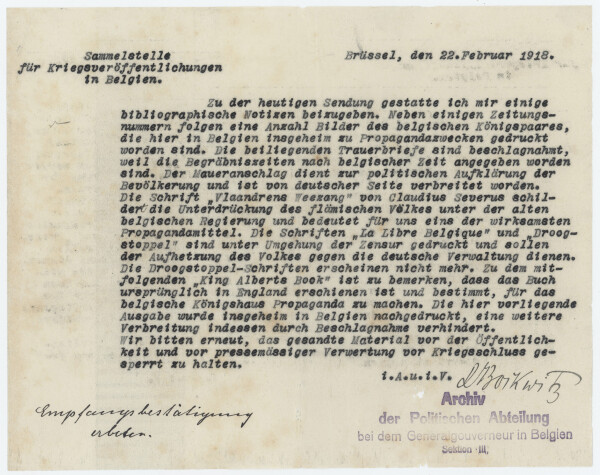 Sammelstelle
für Kriegsveröffentlichungen
in Belgien.
Brüssel, den 22.Februar 1918.
Zu der heutigen Sendung gestatte ich mir einige
bibliographische Notizen beizugeben. Neben einigen Zeitungs-
nummern folgen eine Anzahl Bilder des belgischen Königspaares,
die hier in Belgien insgeheim zu Propagandazwecken gedruckt
worden sind. Die beiliegenden Trauerbriefe sind beschlagnahmt,
weil die Begräbniszeiten nach belgischer Zeit angegeben worden
sind. Der Maueranschlag dient zur politischen Aufklärung der
Bevölkerung und ist von deutscher Seite verbreitet worden.
Die Schrift „Vlaandrens Weezang" von Claudius Severus schil-
dert die Unterdrückung des flämischen Volkes unter der alten
belgischen Regierung und bedeutet für uns eine der wirksamsten
Propagandamittel. Die Schriften „La Libre Belgique" und „Droog-
stoppel" sind unter Umgehung der Zensur gedruckt und sollen
der Aufhetzung des Volkes gegen die deutsche Verwaltung dienen.
Die Droogstoppel-Schriften erscheinen nicht mehr. Zu dem mit-
folgenden „King Alberts Book" ist zu bemerken, dass das Buch
ursprünglich in England erschienen ist und bestimmt, für das
belgische Königshaus Propaganda zu machen. Die hier vorliegende
Ausgabe wurde insgeheim in Belgien nachgedruckt, eine weitere
Verbreitung indessen durch Beschlagnahme verhindert.
Wir bitten erneut, das gesandte Material vor der Öffentlich-
keit und vor pressemässiger Verwertung vor Kriegsschluss ge-
sperrt zu halten.
i.A.u.i.V.
Archiv
der Politischen Abteilung
bei dem Generalgouverneur in Belgien
Sektion III,
Empfangsbestätigung
erbeten.